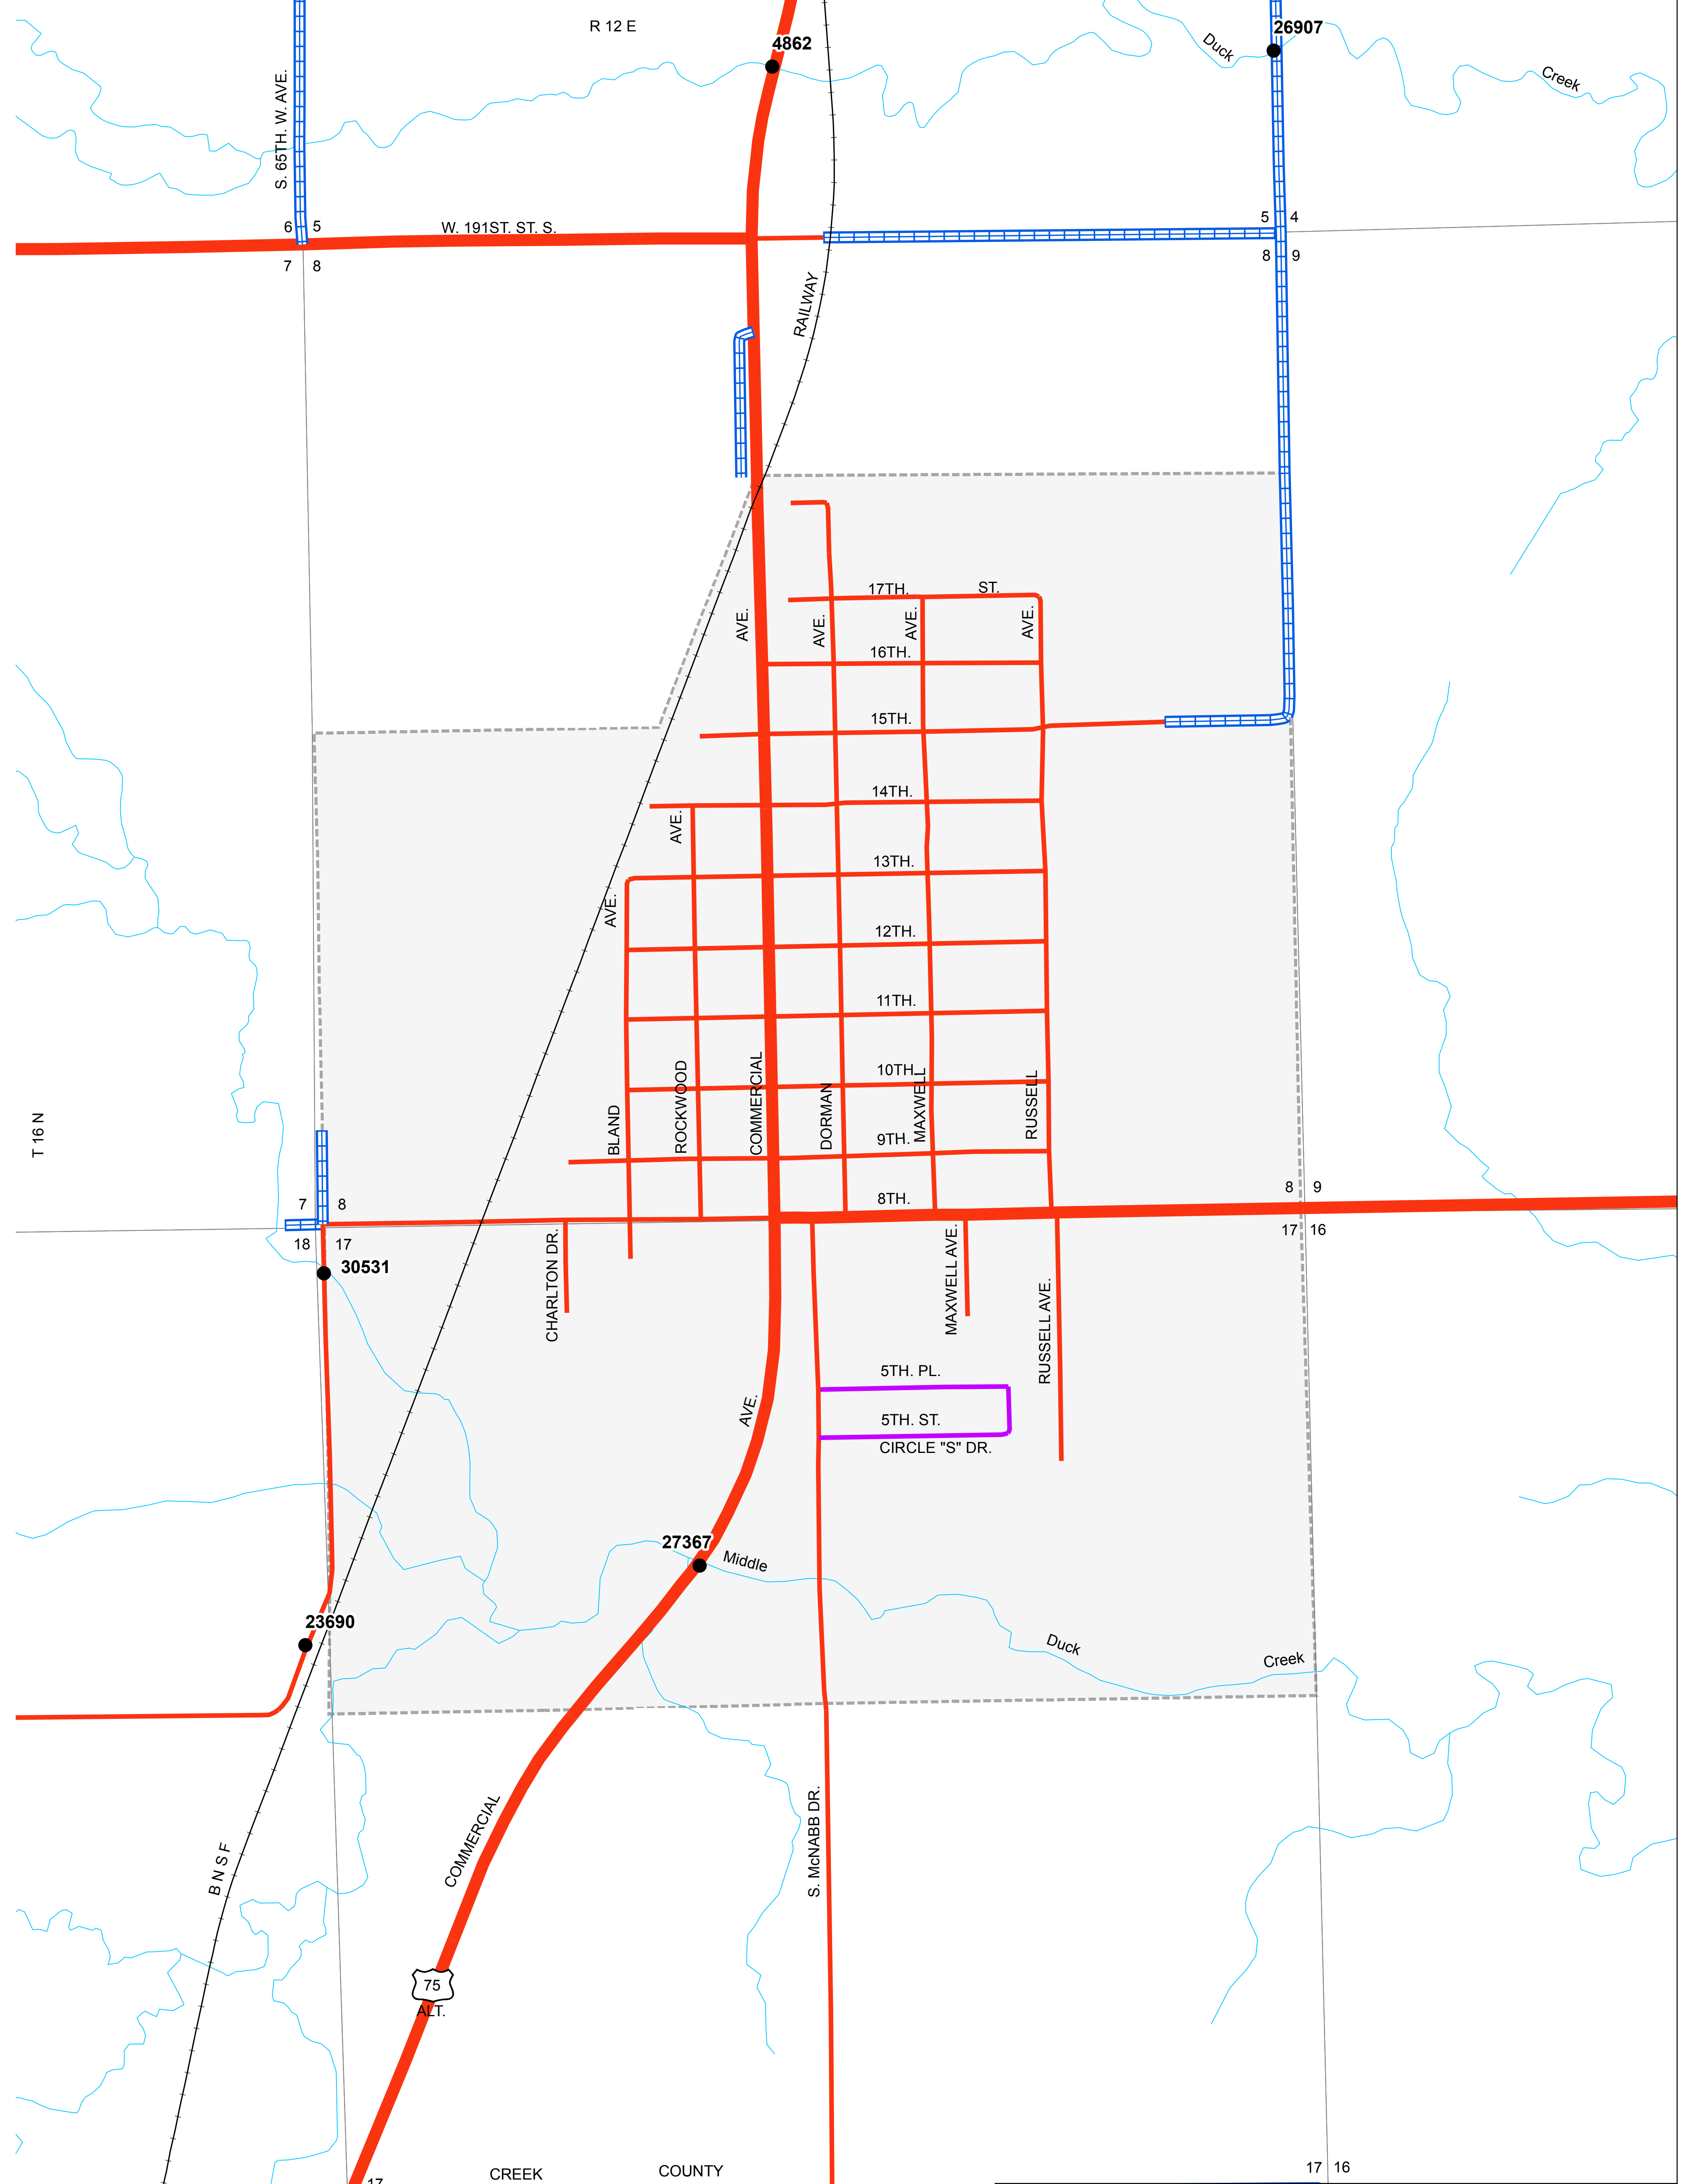 R 12 E
4862
26907
Duck
Creek
S. 65TH. W. AVE.
W. 191ST. ST. S.
6 5
7 8
5 4
8 9
RAILWAY
17TH. ST.
AVE.
AVE.
AVE.
AVE.
16TH.
15TH.
14TH.
AVE.
13TH.
AVE.
12TH.
11TH.
10TH.
BLAND
ROCKWOOD
COMMERCIAL
DORMAN
MAXWELL
RUSSELL
T 16 N
9TH.
8TH.
7 8
18 17
8 9
17 16
30531
CHARLTON DR.
MAXWELL AVE.
RUSSELL AVE.
5TH. PL.
5TH. ST.
CIRCLE "S" DR.
AVE.
27367
Middle
Duck
Creek
23690
COMMERCIAL
S. McNABB DR.
B N S F
75
ALT.
17
CREEK COUNTY
17 16